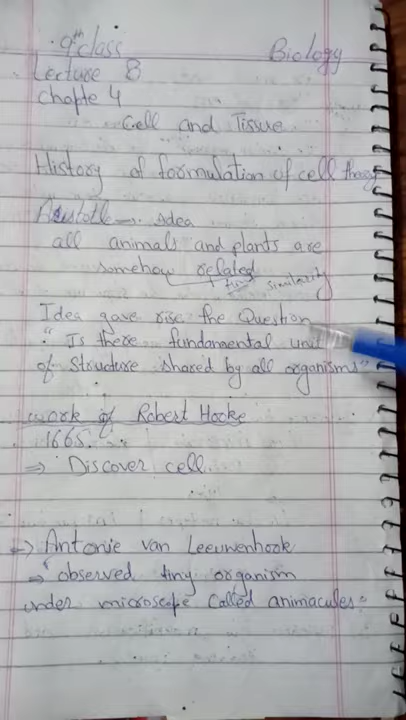 9th class Biology
Lecture 8
Chapte 4
Cell and Tissue
History of formulation of cell theory
Aristotle → idea
all animals and plants are
somehow related
similarity
Idea gave rise the Question
"Is there fundamental unit
of structure shared by all organisms"
work of Robert Hooke
1665.
⇒ Discover cell.
→ Antonie van Leeuwenhook
⇒ observed tiny organism
under microscope called animacules.